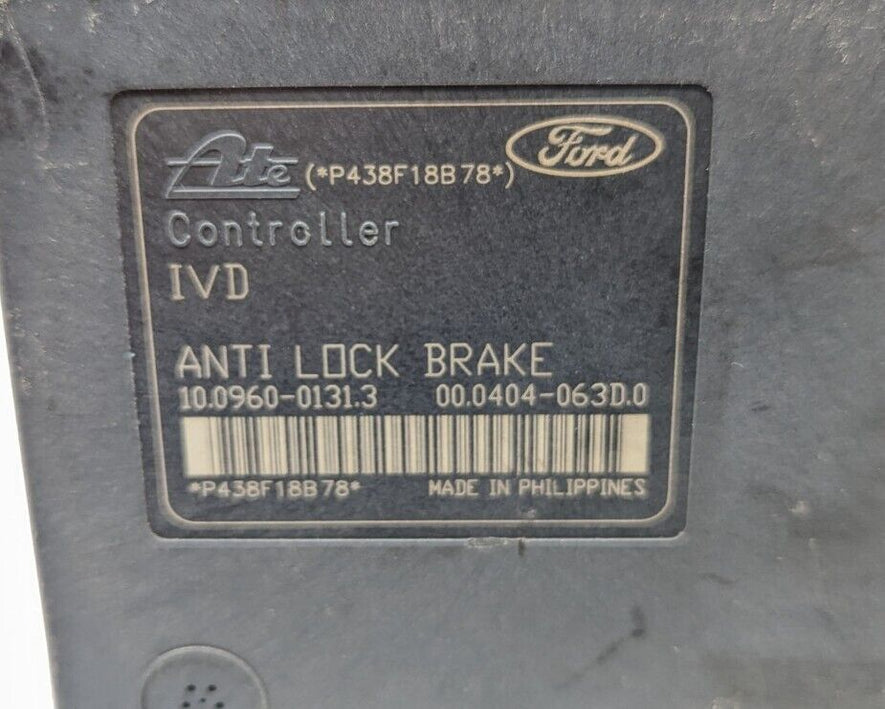 Ate (*P438F18B78*) Ford
Controller
IVD
ANTI LOCK BRAKE
10.0960-0131.3 00.0404-063D.0
*P438F18B78* MADE IN PHILIPPINES